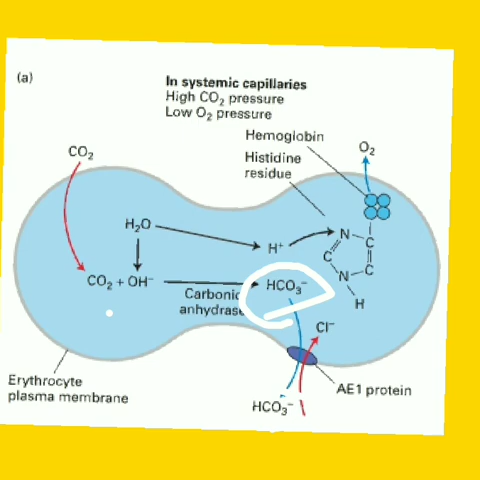 (a)
In systemic capillaries
High CO₂ pressure
Low O₂ pressure
Hemoglobin
Histidine
residue
O₂
CO₂
H₂O
H⁺
N
C
C
C
N
H
CO₂ + OH⁻
Carbonic
anhydrase
HCO₃⁻
Cl⁻
AE1 protein
HCO₃⁻
Erythrocyte
plasma membrane